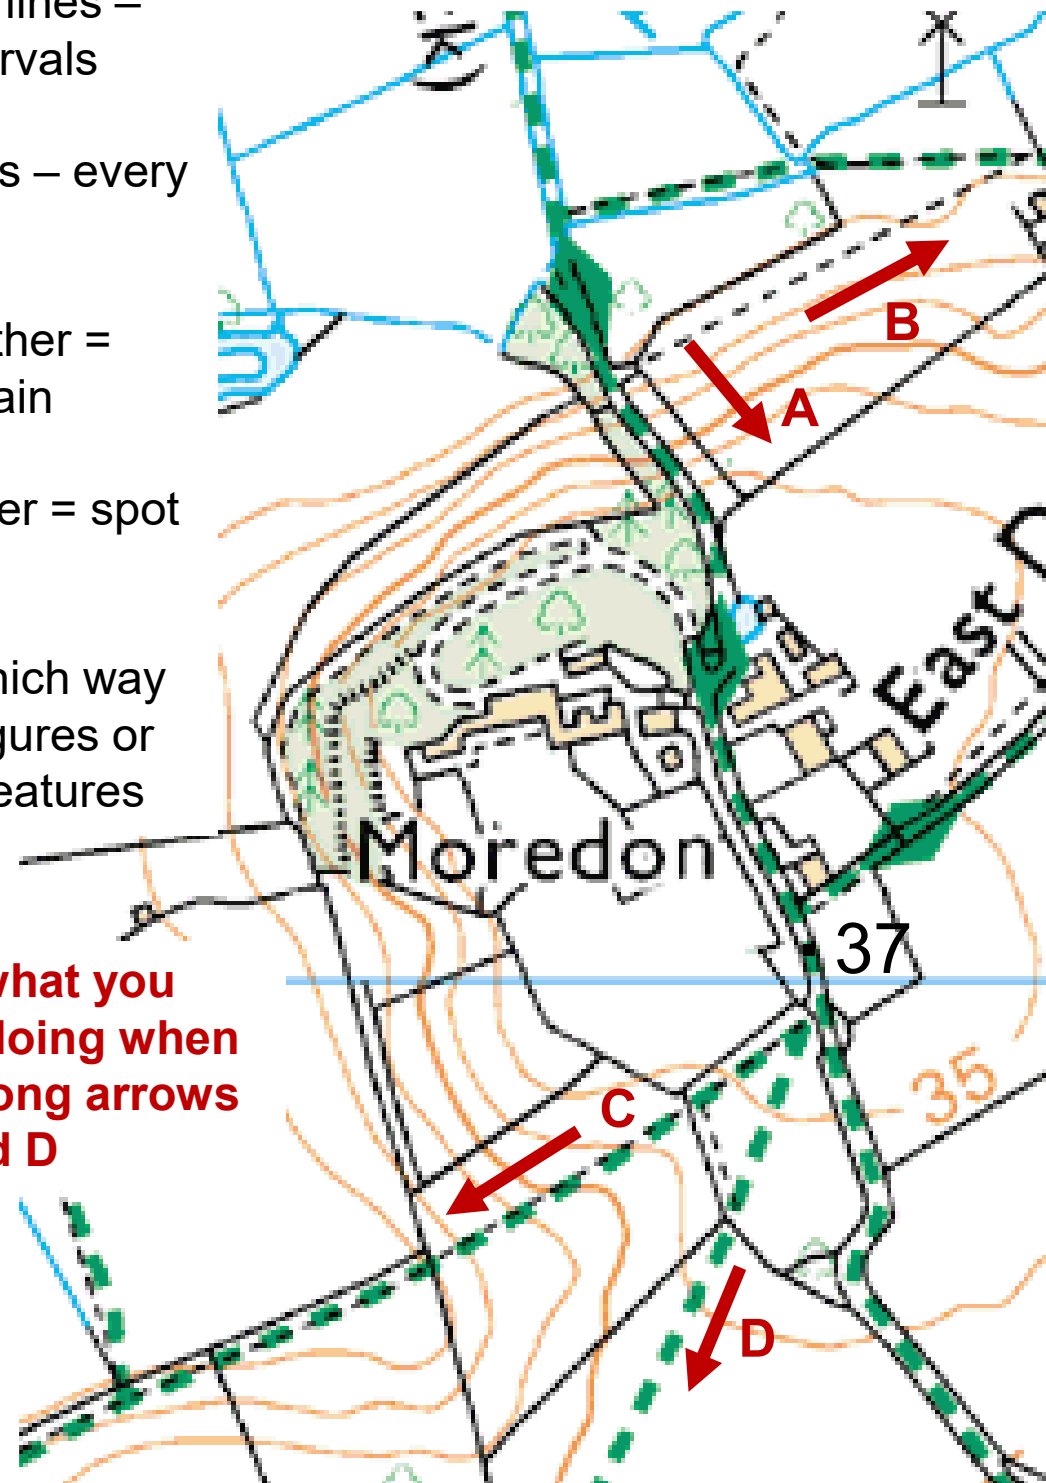 lines –
rvals
s – every
ther =
ain
er = spot
hich way
gures or
eatures
what you
doing when
ong arrows
d D
B
A
East
Moredon
37
35
C
D